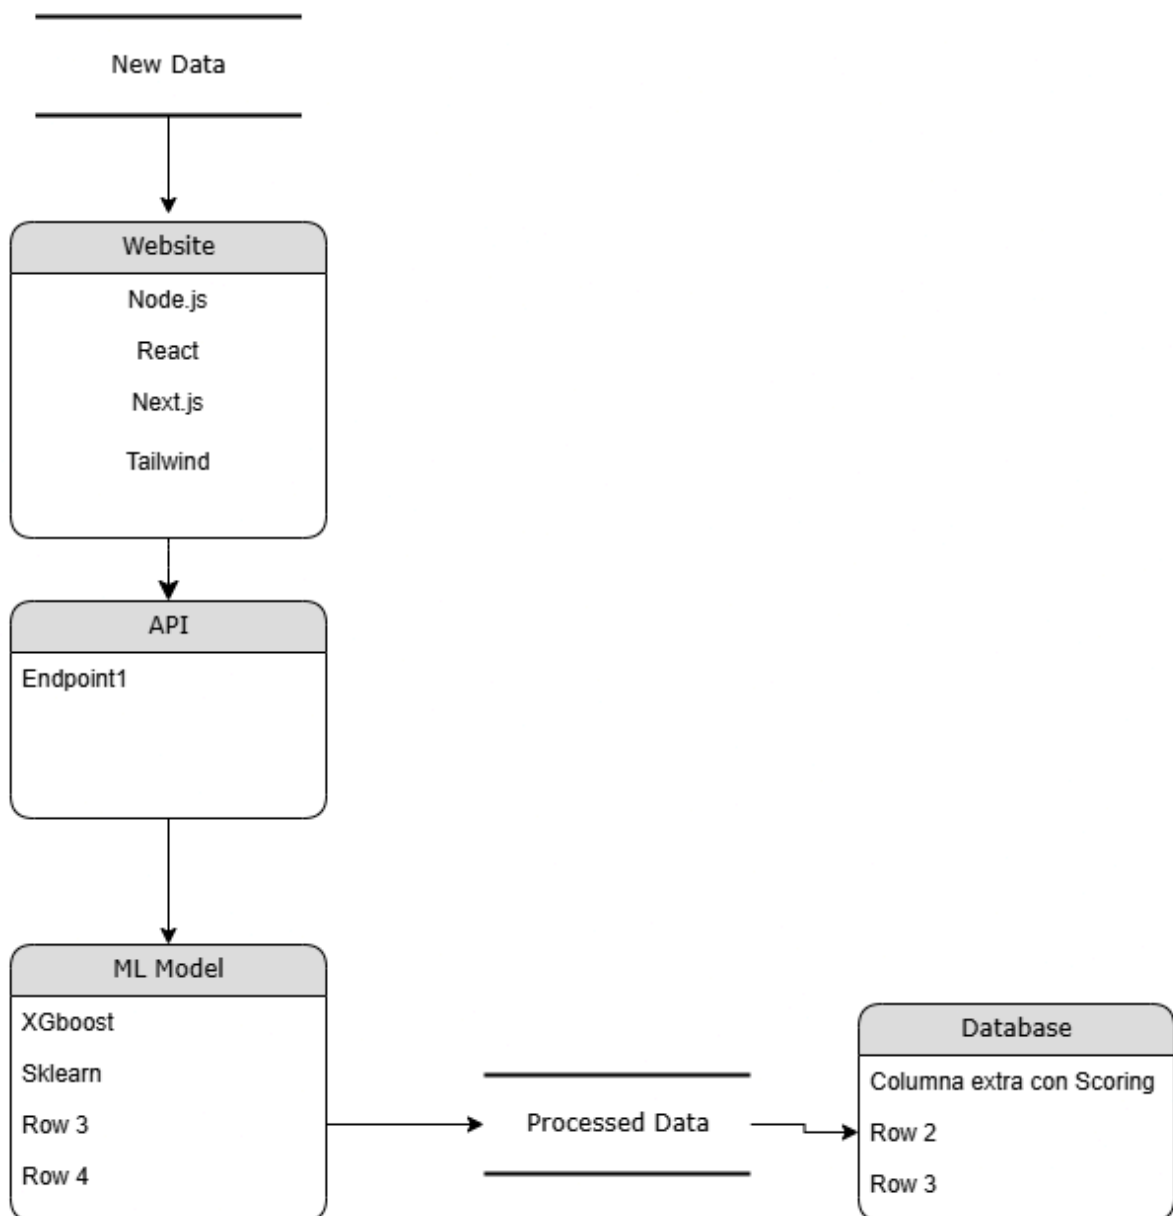 New Data
Website
Node.js
React
Next.js
Tailwind
API
Endpoint1
ML Model
XGboost
Sklearn
Row 3
Row 4
Processed Data
Database
Columna extra con Scoring
Row 2
Row 3